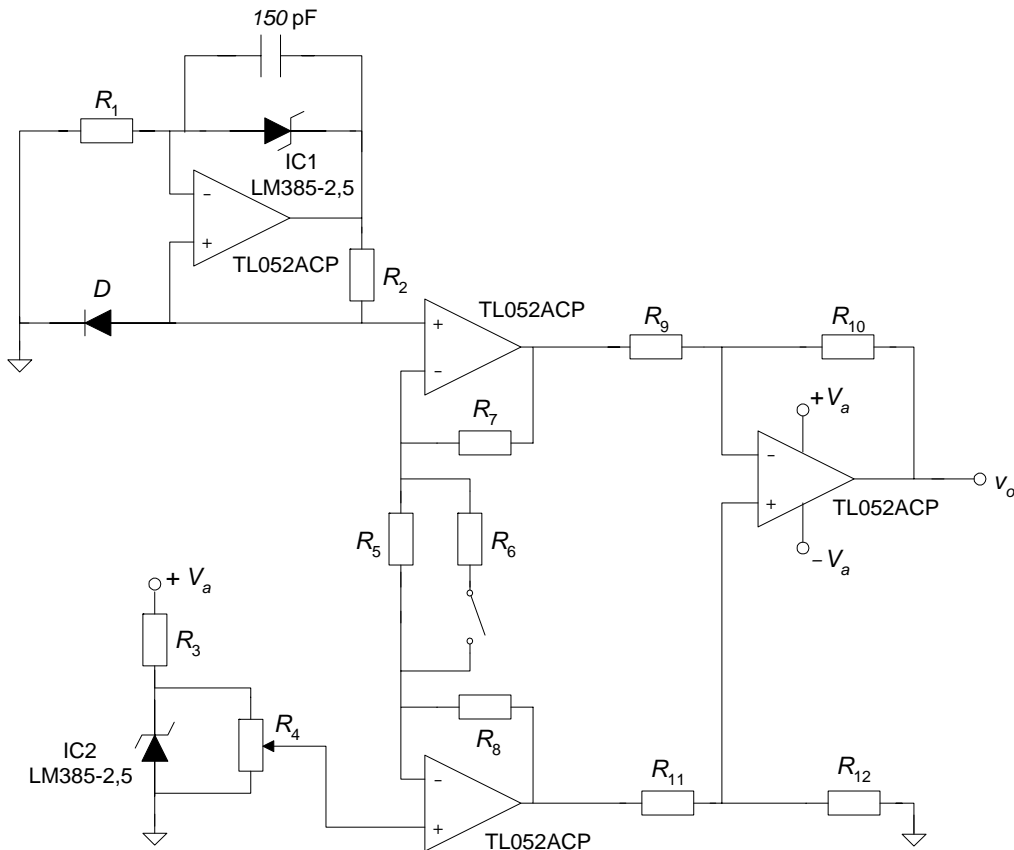 150 pF
R1
IC1
LM385-2,5
-
+
TL052ACP
D
R2
TL052ACP
+
-
R9
R10
R7
+Va
-
+
TL052ACP
vo
-Va
R5
R6
+ Va
R3
R4
IC2
LM385-2,5
R8
-
+
TL052ACP
R11
R12